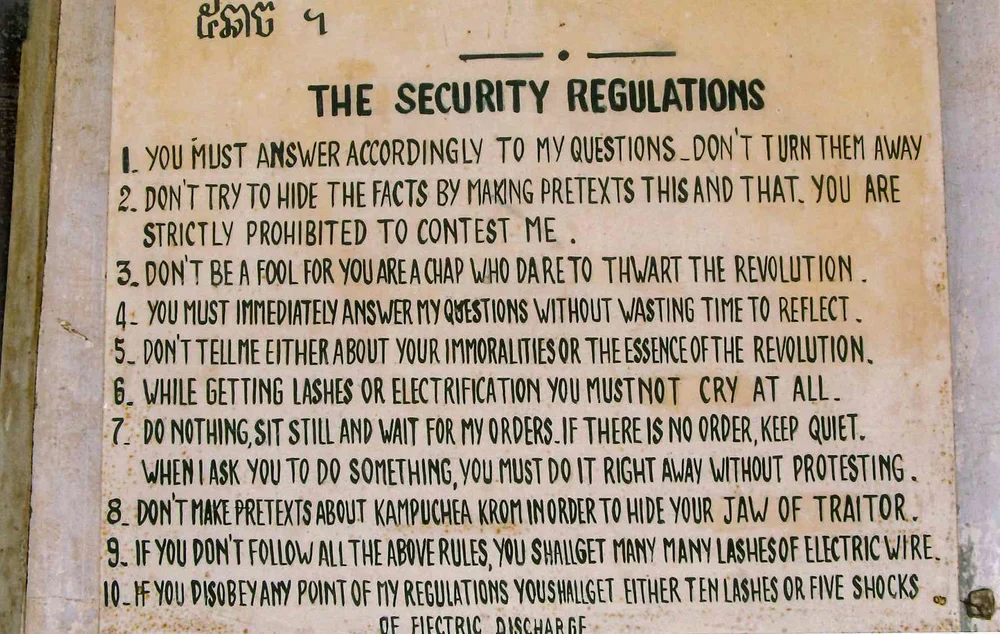 THE SECURITY REGULATIONS
1. YOU MUST ANSWER ACCORDINGLY TO MY QUESTIONS_DON'T TURN THEM AWAY
2. DON'T TRY TO HIDE THE FACTS BY MAKING PRETEXTS THIS AND THAT. YOU ARE
STRICTLY PROHIBITED TO CONTEST ME .
3. DON'T BE A FOOL FOR YOU ARE A CHAP WHO DARE TO THWART THE REVOLUTION .
4. YOU MUST IMMEDIATELY ANSWER MY QUESTIONS WITHOUT WASTING TIME TO REFLECT .
5. DON'T TELL ME EITHER ABOUT YOUR IMMORALITIES OR THE ESSENCE OF THE REVOLUTION.
6. WHILE GETTING LASHES OR ELECTRIFICATION YOU MUST NOT CRY AT ALL.
7. DO NOTHING, SIT STILL AND WAIT FOR MY ORDERS. IF THERE IS NO ORDER, KEEP QUIET.
WHEN I ASK YOU TO DO SOMETHING, YOU MUST DO IT RIGHT AWAY WITHOUT PROTESTING .
8. DON'T MAKE PRETEXTS ABOUT KAMPUCHEA KROM IN ORDER TO HIDE YOUR JAW OF TRAITOR .
9. IF YOU DON'T FOLLOW ALL THE ABOVE RULES, YOU SHALL GET MANY MANY LASHES OF ELECTRIC WIRE.
10. IF YOU DISOBEY ANY POINT OF MY REGULATIONS YOU SHALL GET EITHER TEN LASHES OR FIVE SHOCKS
OF ELECTRIC DISCHARGE